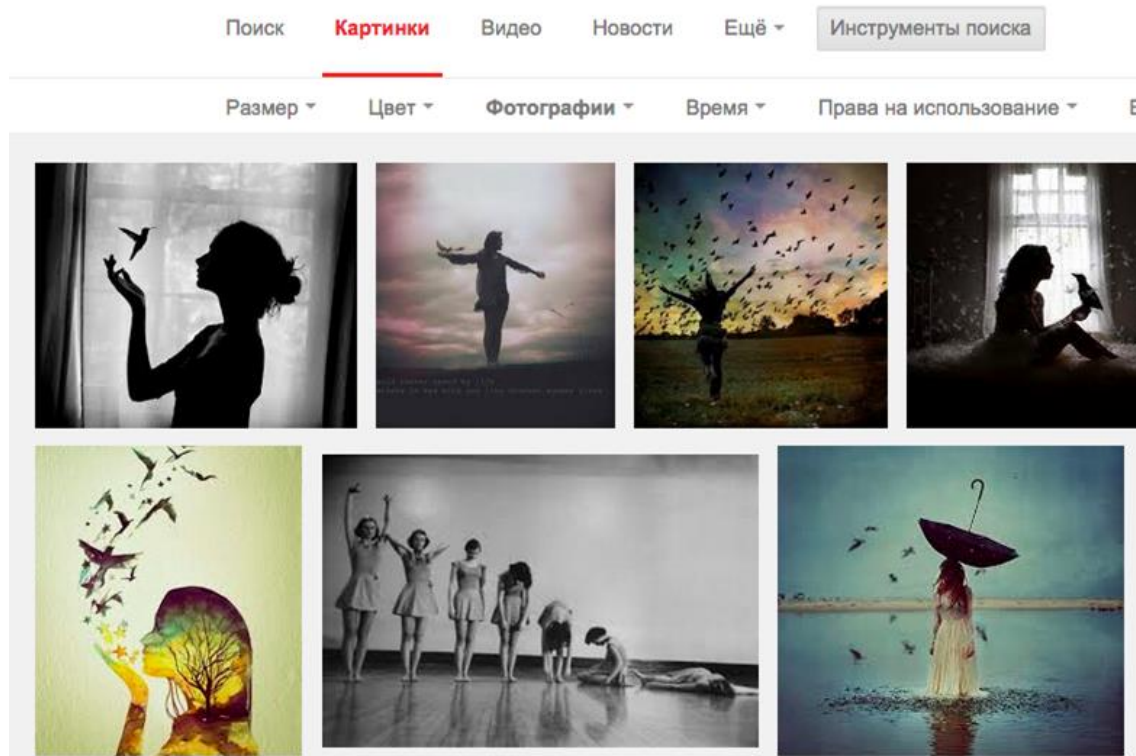 Поиск Картинки Видео Новости Ещё Инструменты поиска
Размер Цвет Фотографии Время Права на использование